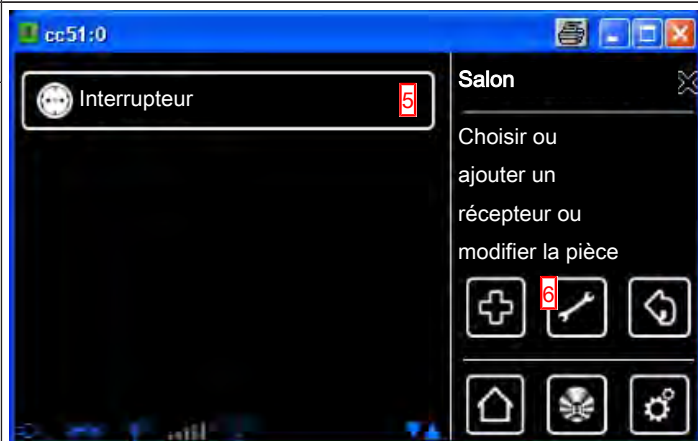 cc51:0
Interrupteur
5
Salon
Choisir ou
ajouter un
récepteur ou
modifier la pièce
6